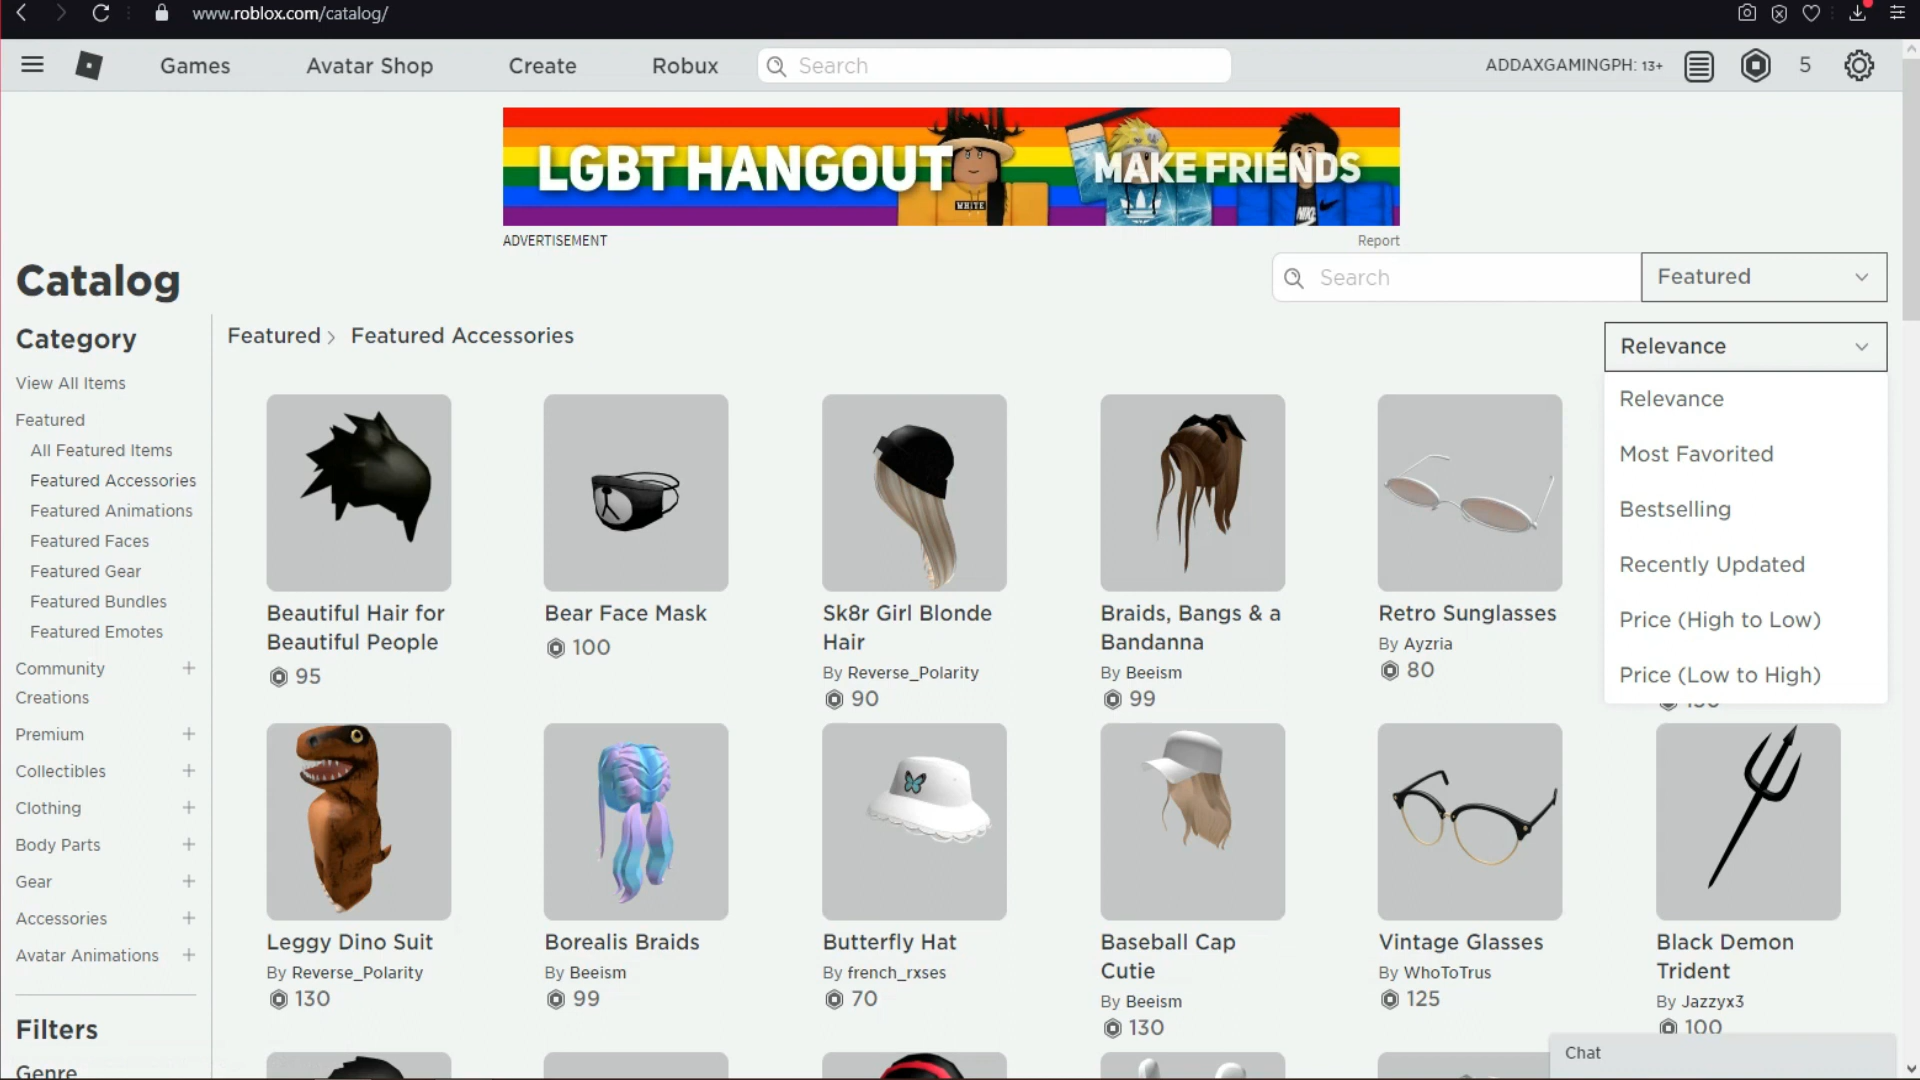 www.roblox.com/catalog/
Games
Avatar Shop
Create
Robux
Search
ADDAXGAMINGPH: 13+
5
LGBT HANGOUT
MAKE FRIENDS
WHITE
ADVERTISEMENT
Report
Catalog
Search
Featured
Category
Featured
Featured Accessories
Relevance
View All Items
Relevance
Featured
Most Favorited
All Featured Items
Bestselling
Featured Accessories
Recently Updated
Featured Animations
Price (High to Low)
Featured Faces
Price (Low to High)
Featured Gear
Featured Bundles
Featured Emotes
Community
Creations
Premium
Collectibles
Clothing
Body Parts
Gear
Accessories
Avatar Animations
Filters
Genre
Beautiful Hair for
Beautiful People
95
Bear Face Mask
100
Sk8r Girl Blonde
Hair
By Reverse_Polarity
90
Braids, Bangs & a
Bandanna
By Beeism
99
Retro Sunglasses
By Ayzria
80
Leggy Dino Suit
By Reverse_Polarity
130
Borealis Braids
By Beeism
99
Butterfly Hat
By french_rxses
70
Baseball Cap
Cutie
By Beeism
130
Vintage Glasses
By WhoToTrus
125
Black Demon
Trident
By Jazzyx3
100
Chat